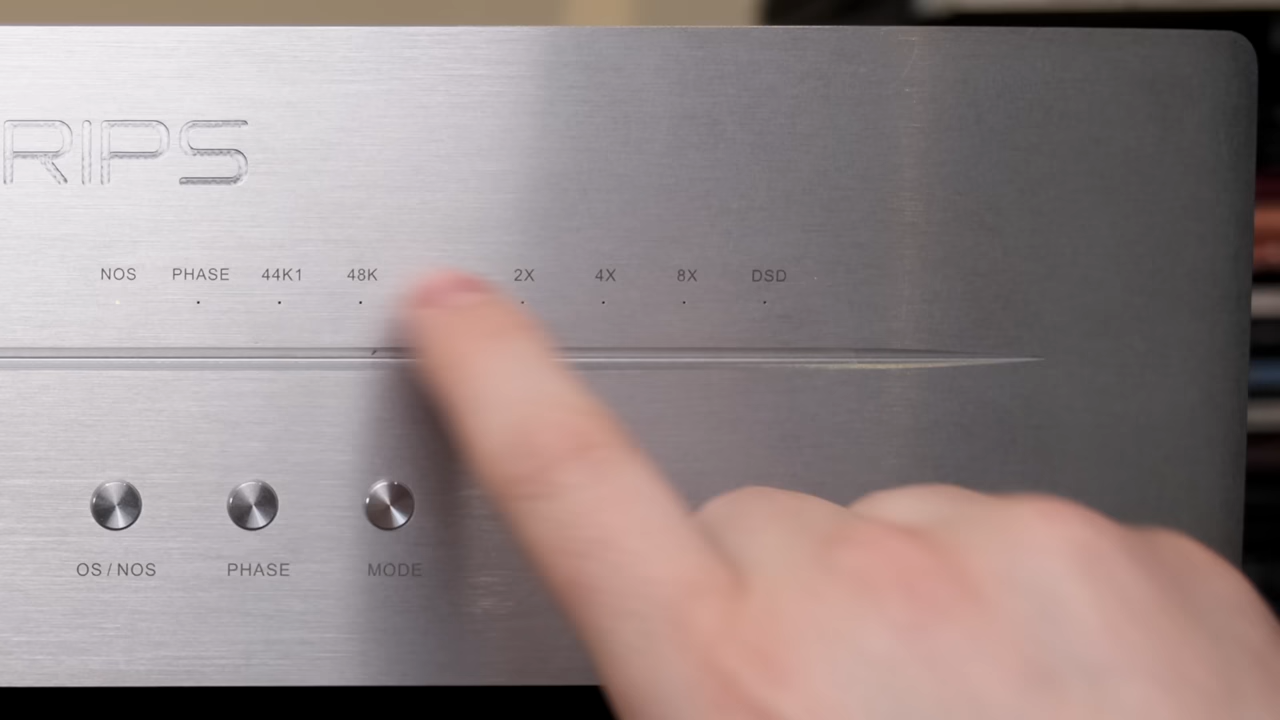 RIPS
NOS PHASE 44K1 48K 2X 4X 8X DSD
OS / NOS PHASE MODE